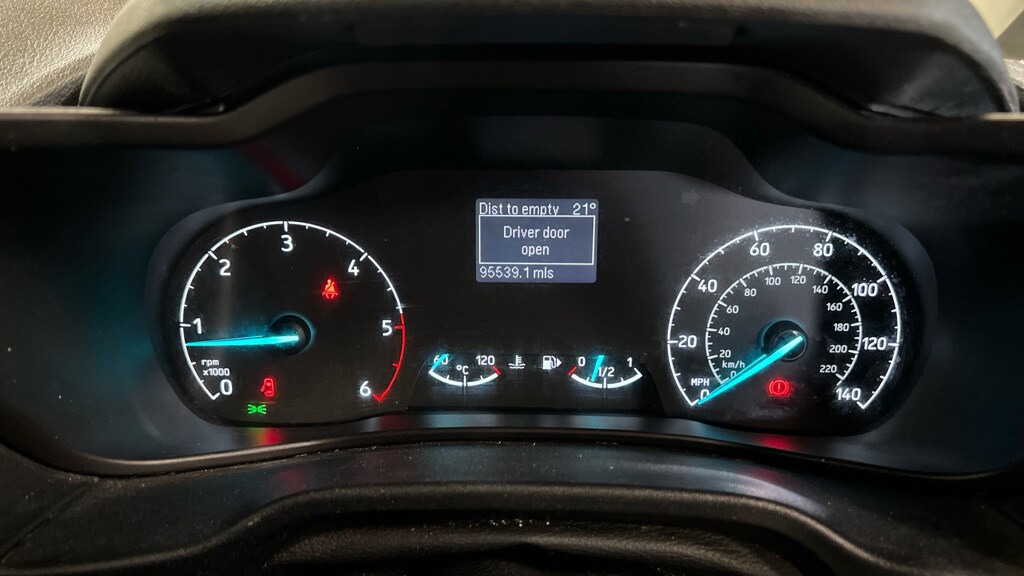 Dist to empty 21°
Driver door
open
95539.1 mls
0 1 2 3 4 5 6
rpm
x1000
60 120
°C
0 1/2 1
0 20 40 60 80 100 120 140
MPH
0 20 40 60 80 100 120 140 160 180 200 220
km/h